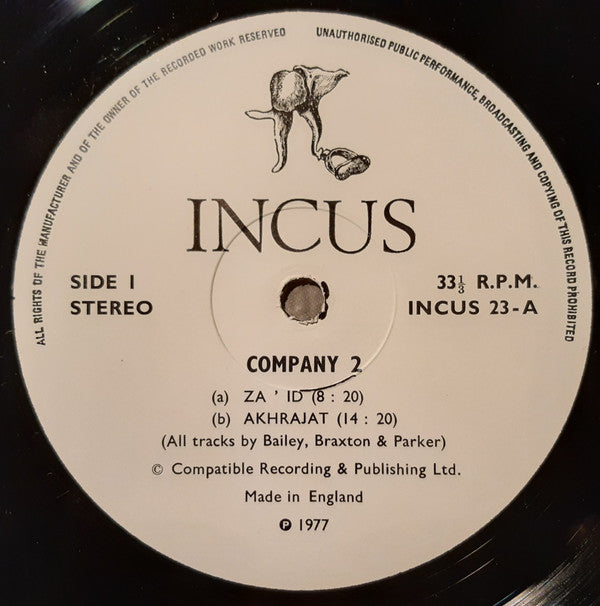 ALL RIGHTS OF THE MANUFACTURER AND OF THE OWNER OF THE RECORDED WORK RESERVED
UNAUTHORISED PUBLIC PERFORMANCE, BROADCASTING AND COPYING OF THIS RECORD PROHIBITED
INCUS
SIDE 1
STEREO
33⅓ R.P.M.
INCUS 23-A
COMPANY 2
(a) ZA ' ID (8 : 20)
(b) AKHRAJAT (14 : 20)
(All tracks by Bailey, Braxton & Parker)
© Compatible Recording & Publishing Ltd.
Made in England
℗ 1977